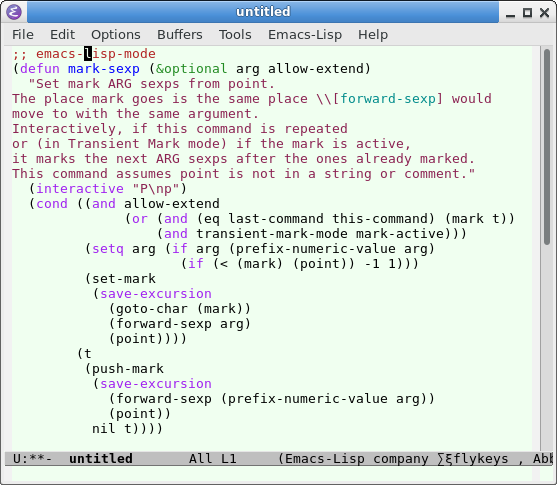 untitled
File Edit Options Buffers Tools Emacs-Lisp Help
;; emacs-lisp-mode
(defun mark-sexp (&optional arg allow-extend)
  "Set mark ARG sexps from point.
The place mark goes is the same place \\[forward-sexp] would
move to with the same argument.
Interactively, if this command is repeated
or (in Transient Mark mode) if the mark is active,
it marks the next ARG sexps after the ones already marked.
This command assumes point is not in a string or comment."
  (interactive "P\np")
  (cond ((and allow-extend
              (or (and (eq last-command this-command) (mark t))
                  (and transient-mark-mode mark-active)))
         (setq arg (if arg (prefix-numeric-value arg)
                     (if (< (mark) (point)) -1 1)))
         (set-mark
          (save-excursion
            (goto-char (mark))
            (forward-sexp arg)
            (point))))
        (t
         (push-mark
          (save-excursion
            (forward-sexp (prefix-numeric-value arg))
            (point))
          nil t))))
U:**-  untitled       All L1     (Emacs-Lisp company ∑ξflykeys , Abb